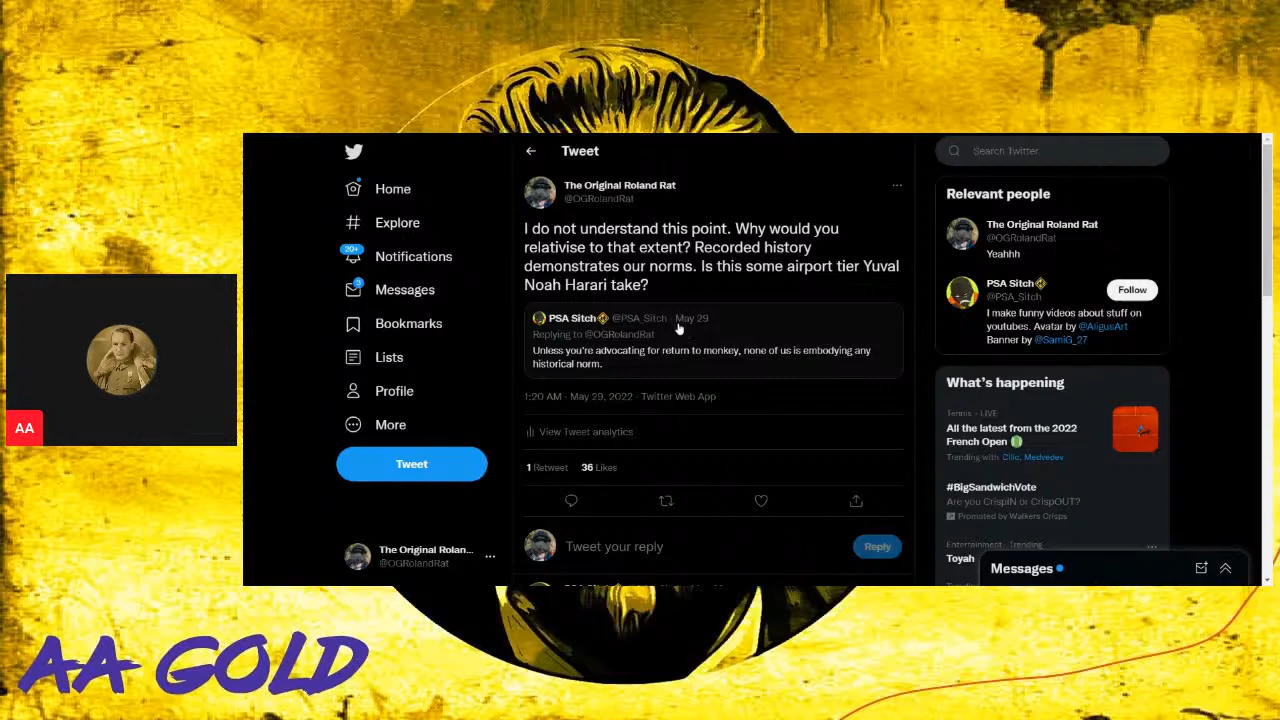 Tweet
Search Twitter
Home
Explore
20+
Notifications
3
Messages
Bookmarks
Lists
Profile
More
Tweet
The Original Rolan...
@OGRolandRat
The Original Roland Rat
@OGRolandRat
I do not understand this point. Why would you
relativise to that extent? Recorded history
demonstrates our norms. Is this some airport tier Yuval
Noah Harari take?
PSA Sitch @PSA_Sitch · May 29
Replying to @OGRolandRat
Unless you're advocating for return to monkey, none of us is embodying any
historical norm.
1:20 AM · May 29, 2022 · Twitter Web App
View Tweet analytics
1 Retweet 36 Likes
Tweet your reply
Reply
Relevant people
The Original Roland Rat
@OGRolandRat
Yeahhh
PSA Sitch
@PSA_Sitch
Follow
I make funny videos about stuff on
youtubes. Avatar by @AligusArt
Banner by @SamiG_27
What's happening
Tennis · LIVE
All the latest from the 2022
French Open
Trending with Cilic, Medvedev
#BigSandwichVote
Are you CrispIN or CrispOUT?
Promoted by Walkers Crisps
Entertainment · Trending
Toyah
Messages
AA
AA GOLD